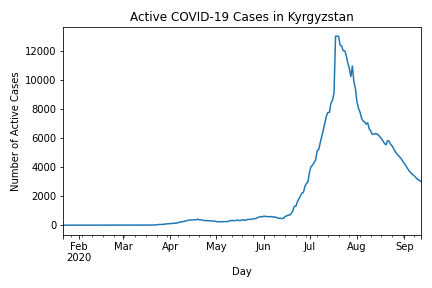 Active COVID-19 Cases in Kyrgyzstan
Number of Active Cases
12000
10000
8000
6000
4000
2000
0
Feb Mar Apr May Jun Jul Aug Sep
2020
Day